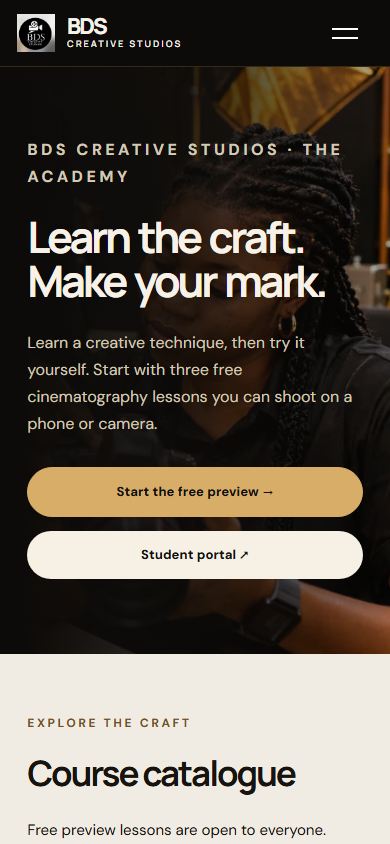 BDS
BDS
CREATIVE STUDIOS
BDS CREATIVE STUDIOS · THE
ACADEMY
Learn the craft.
Make your mark.
Learn a creative technique, then try it
yourself. Start with three free
cinematography lessons you can shoot on a
phone or camera.
Start the free preview →
Student portal ↗
EXPLORE THE CRAFT
Course catalogue
Free preview lessons are open to everyone.